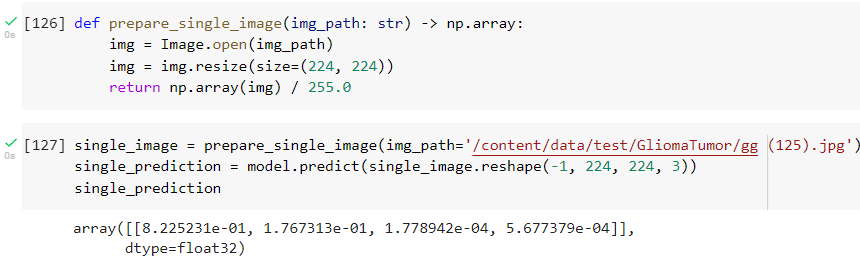 [126] def prepare_single_image(img_path: str) -> np.array:
img = Image.open(img_path)
img = img.resize(size=(224, 224))
return np.array(img) / 255.0
0s
[127] single_image = prepare_single_image(img_path='/content/data/test/GliomaTumor/gg (125).jpg')
0s
single_prediction = model.predict(single_image.reshape(-1, 224, 224, 3))
single_prediction
array([[8.225231e-01, 1.767313e-01, 1.778942e-04, 5.677379e-04]],
dtype=float32)